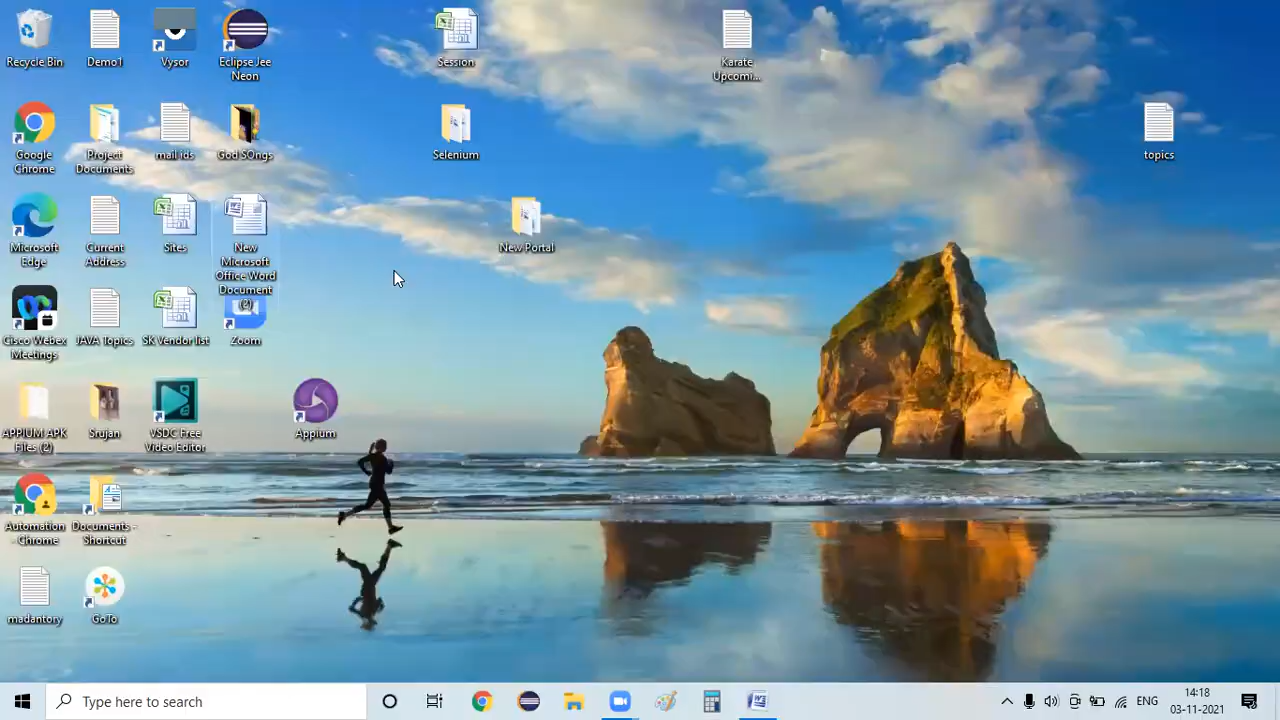 Recycle Bin
Demo1
Vysor
Eclipse Jee
Neon
Session
Karate
Upcomi...
Google
Chrome
Project
Documents
mail ids
God SOngs
Selenium
topics
Microsoft
Edge
Current
Address
Sites
New
Microsoft
Office Word
Document
(2)
New Portal
Cisco Webex
Meetings
JAVA Topics
SK Vendor list
Zoom
APPIUM APK
Files (2)
Srujan
VSDC Free
Video Editor
Appium
Automation
- Chrome
Documents -
Shortcut
madantory
GoTo
Type here to search
ENG
14:18
03-11-2021